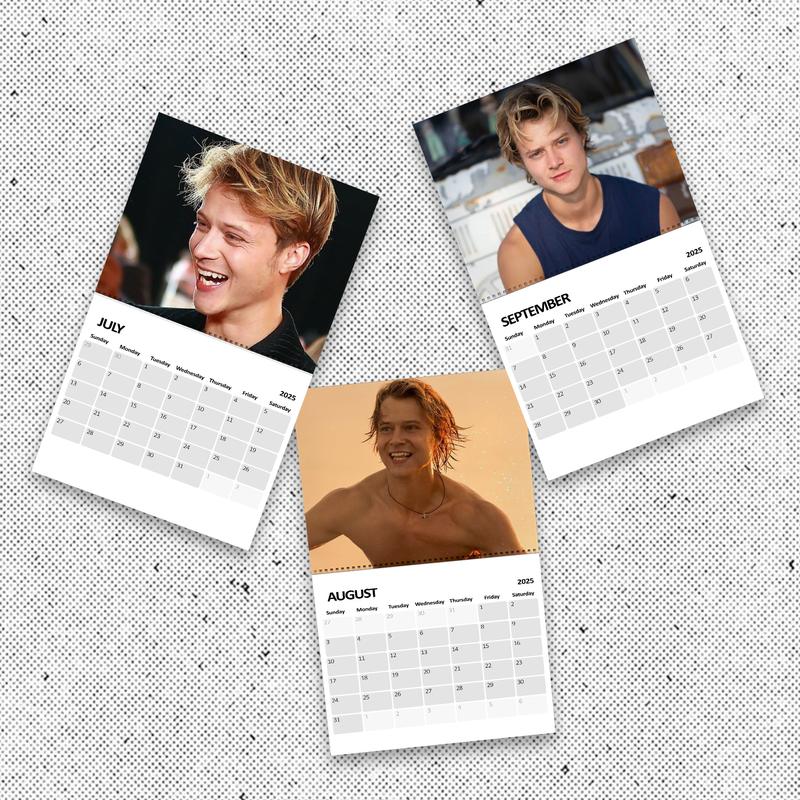 JULY
2025
Sunday Monday Tuesday Wednesday Thursday Friday Saturday
29 30 1 2 3 4 5
6 7 8 9 10 11 12
13 14 15 16 17 18 19
20 21 22 23 24 25 26
27 28 29 30 31 1 2
SEPTEMBER
2025
Sunday Monday Tuesday Wednesday Thursday Friday Saturday
31 1 2 3 4 5 6
7 8 9 10 11 12 13
14 15 16 17 18 19 20
21 22 23 24 25 26 27
28 29 30 1 2 3 4
AUGUST
2025
Sunday Monday Tuesday Wednesday Thursday Friday Saturday
27 28 29 30 31 1 2
3 4 5 6 7 8 9
10 11 12 13 14 15 16
17 18 19 20 21 22 23
24 25 26 27 28 29 30
31 1 2 3 4 5 6